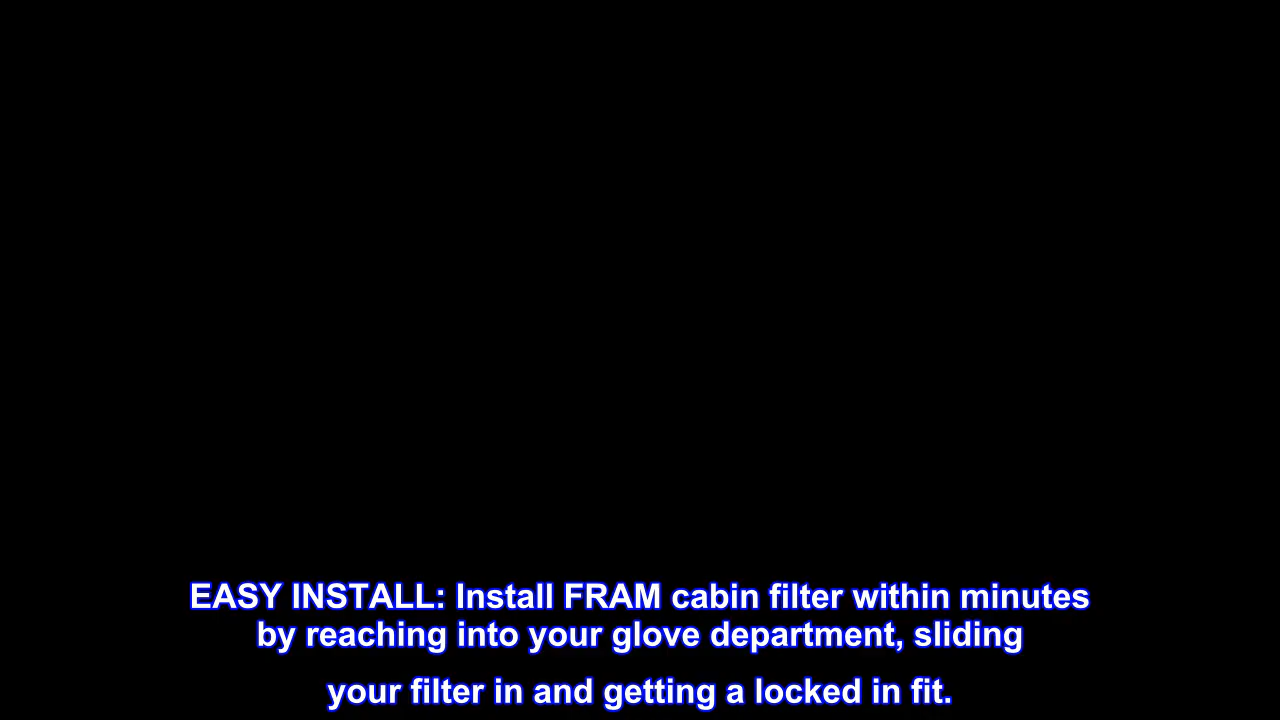 EASY INSTALL: Install FRAM cabin filter within minutes
by reaching into your glove department, sliding
your filter in and getting a locked in fit.